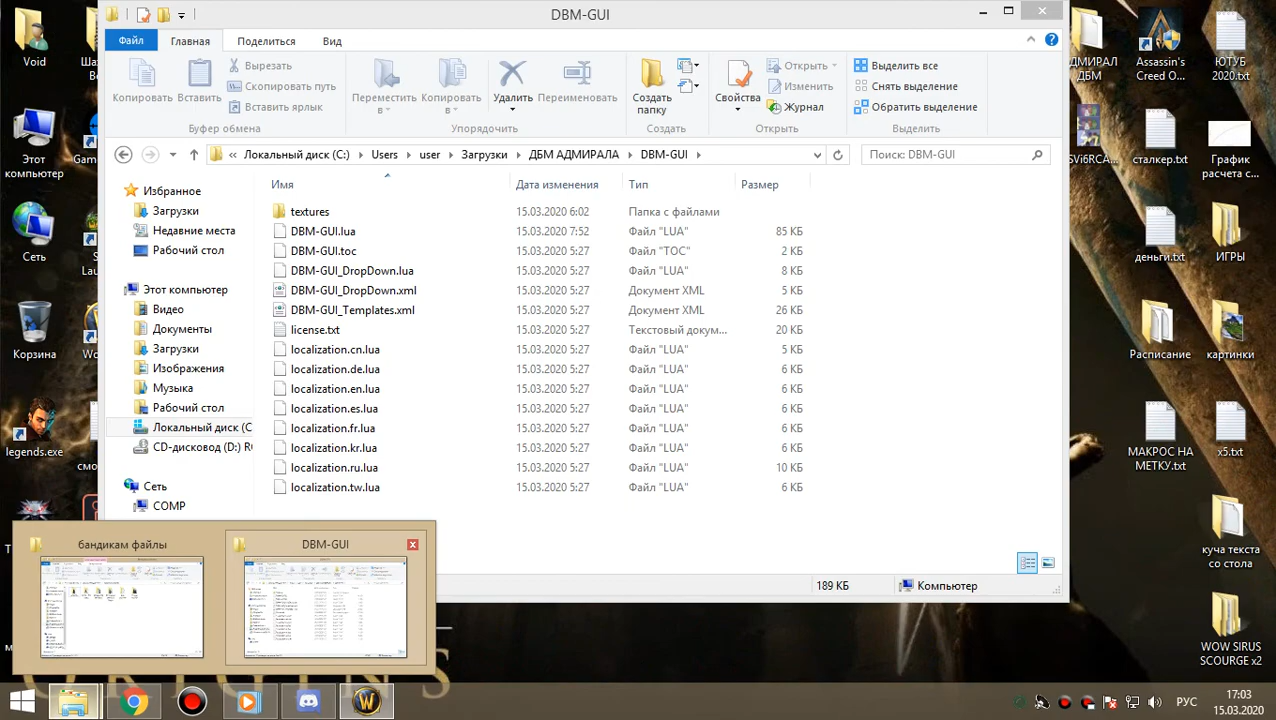 DBM-GUI
Файл
Главная
Поделиться
Вид
Копировать
Вставить
Вырезать
Скопировать путь
Вставить ярлык
Буфер обмена
Переместить в
Копировать в
Удалить
Переименовать
Упорядочить
Создать папку
Создать
Свойства
Открыть
Изменить
Журнал
Открыть
Выделить все
Снять выделение
Обратить выделение
Выделить
« Локальный диск (C:) Users user Загрузки ДБМ АДМИРАЛА DBM-GUI
Поиск: DBM-GUI
Имя Дата изменения Тип Размер
textures 15.03.2020 6:02 Папка с файлами
DBM-GUI.lua 15.03.2020 7:52 Файл "LUA" 85 КБ
DBM-GUI.toc 15.03.2020 5:27 Файл "TOC" 2 КБ
DBM-GUI_DropDown.lua 15.03.2020 5:27 Файл "LUA" 8 КБ
DBM-GUI_DropDown.xml 15.03.2020 5:27 Документ XML 5 КБ
DBM-GUI_Templates.xml 15.03.2020 5:27 Документ XML 26 КБ
license.txt 15.03.2020 5:27 Текстовый докум... 20 КБ
localization.cn.lua 15.03.2020 5:27 Файл "LUA" 5 КБ
localization.de.lua 15.03.2020 5:27 Файл "LUA" КБ
localization.en.lua 15.03.2020 5:27 Файл "LUA" 6 КБ
localization.es.lua 15.03.2020 5:27 Файл "LUA" КБ
localization.fr.lua 15.03.2020 5:27 Файл "LUA" КБ
localization.kr.lua 15.03.2020 5:27 Файл "LUA" КБ
localization.ru.lua 15.03.2020 5:27 Файл "LUA" 10 КБ
localization.tw.lua 15.03.2020 5:27 Файл "LUA" 6 КБ
Избранное
Загрузки
Недавние места
Рабочий стол
Этот компьютер
Видео
Документы
Загрузки
Изображения
Музыка
Рабочий стол
Локальный диск (C
CD-дисковод (D:)
Сеть
COMP
189 КБ
Компьютер
бандикам файлы
DBM-GUI
Void
Этот компьютер
Сеть
Корзина
legends.exe
АДМИРАЛ ДБМ
Assassin's Creed O...
ЮТУБ 2020.txt
сталкер.txt
График расчета с...
деньги.txt
ИГРЫ
Расписание
картинки
МАКРОС НА МЕТКУ.txt
x5.txt
куча текста со стола
WOW SIRUS SCOURGE x2
РУС
17:03
15.03.2020